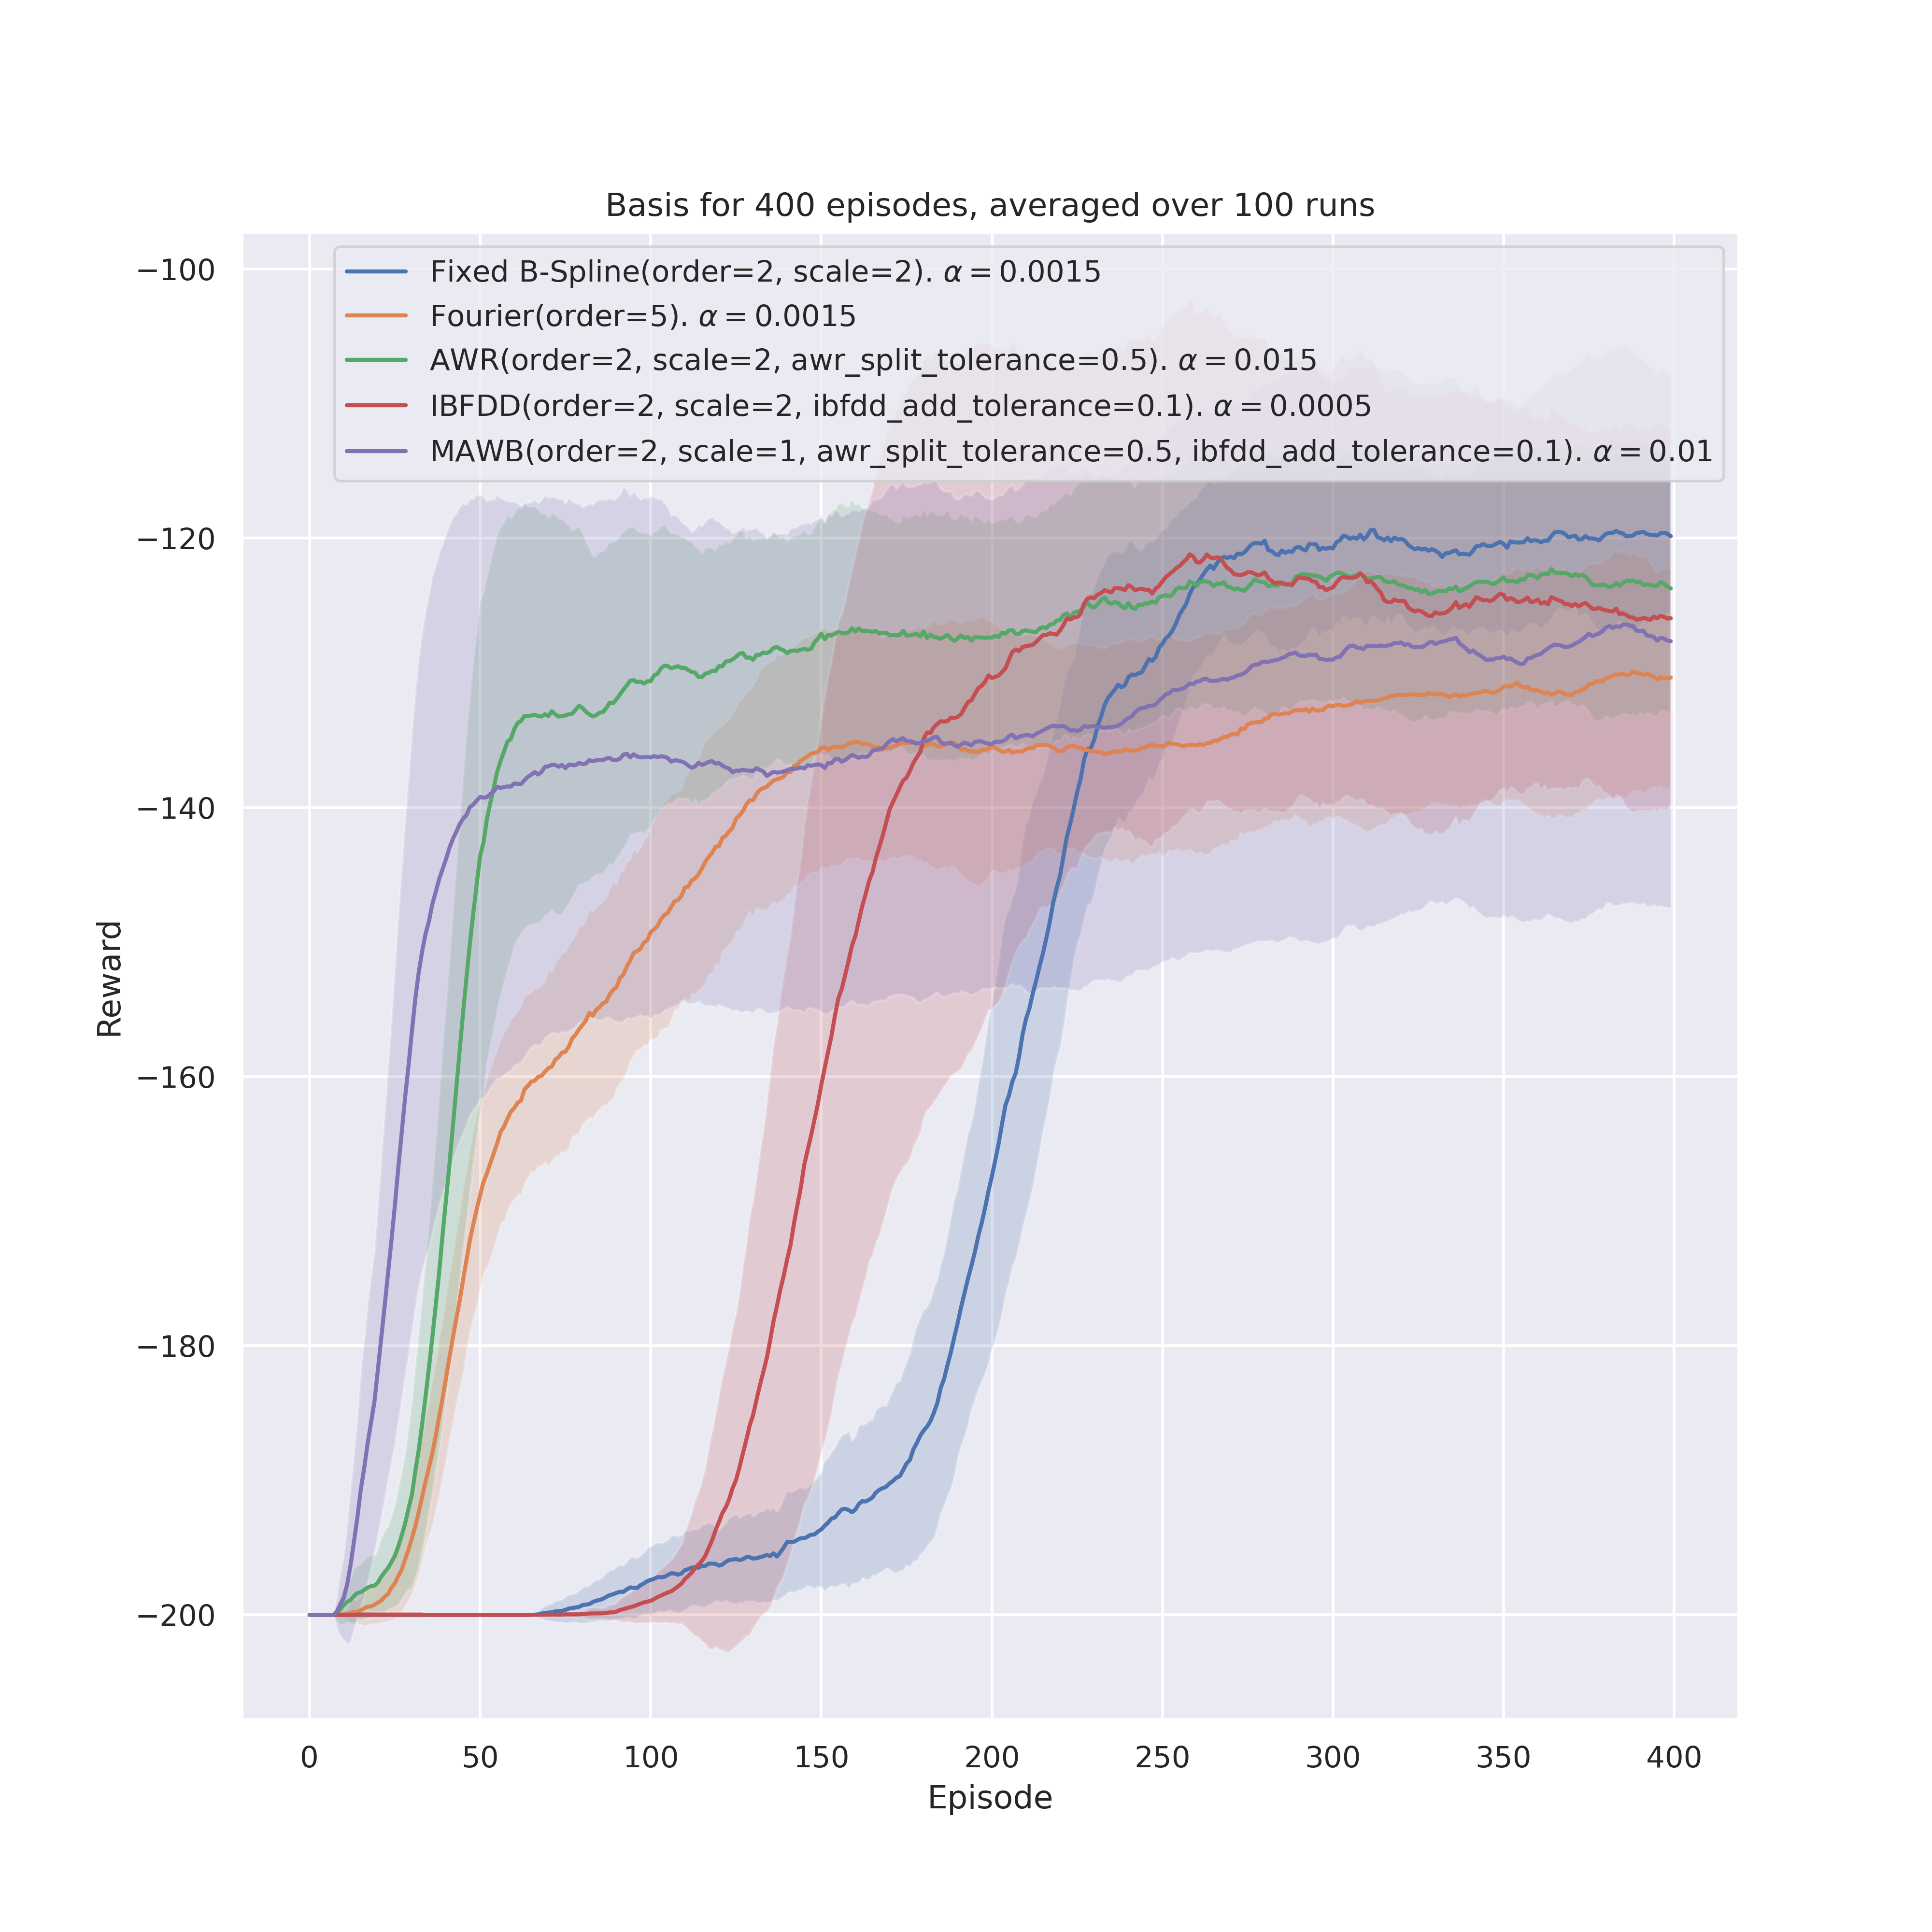 Basis for 400 episodes, averaged over 100 runs
Fixed B-Spline(order=2, scale=2). α = 0.0015
Fourier(order=5). α = 0.0015
AWR(order=2, scale=2, awr_split_tolerance=0.5). α = 0.015
IBFDD(order=2, scale=2, ibfdd_add_tolerance=0.1). α = 0.0005
MAWB(order=2, scale=1, awr_split_tolerance=0.5, ibfdd_add_tolerance=0.1). α = 0.01
−100
−120
−140
−160
−180
−200
Reward
0 50 100 150 200 250 300 350 400
Episode